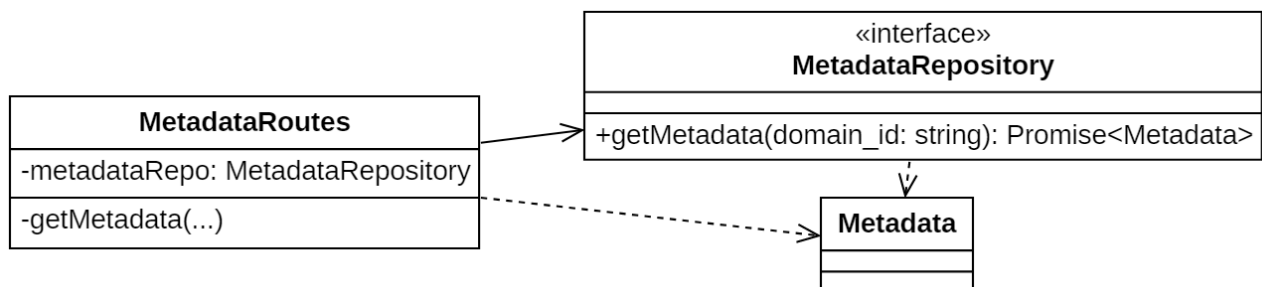 «interface»
MetadataRepository
+getMetadata(domain_id: string): Promise<Metadata>
MetadataRoutes
-metadataRepo: MetadataRepository
-getMetadata(...)
Metadata